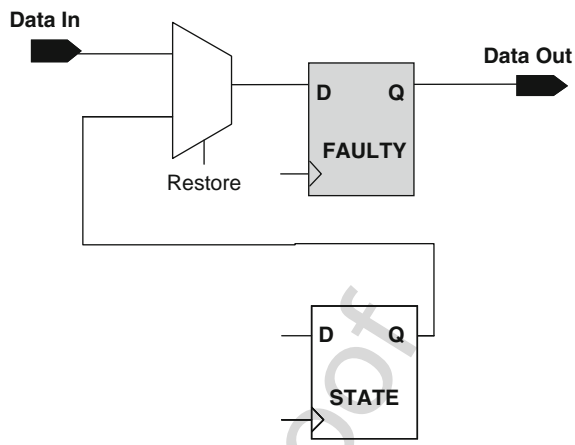 Data In
Data Out
D Q
FAULTY
Restore
D Q
STATE